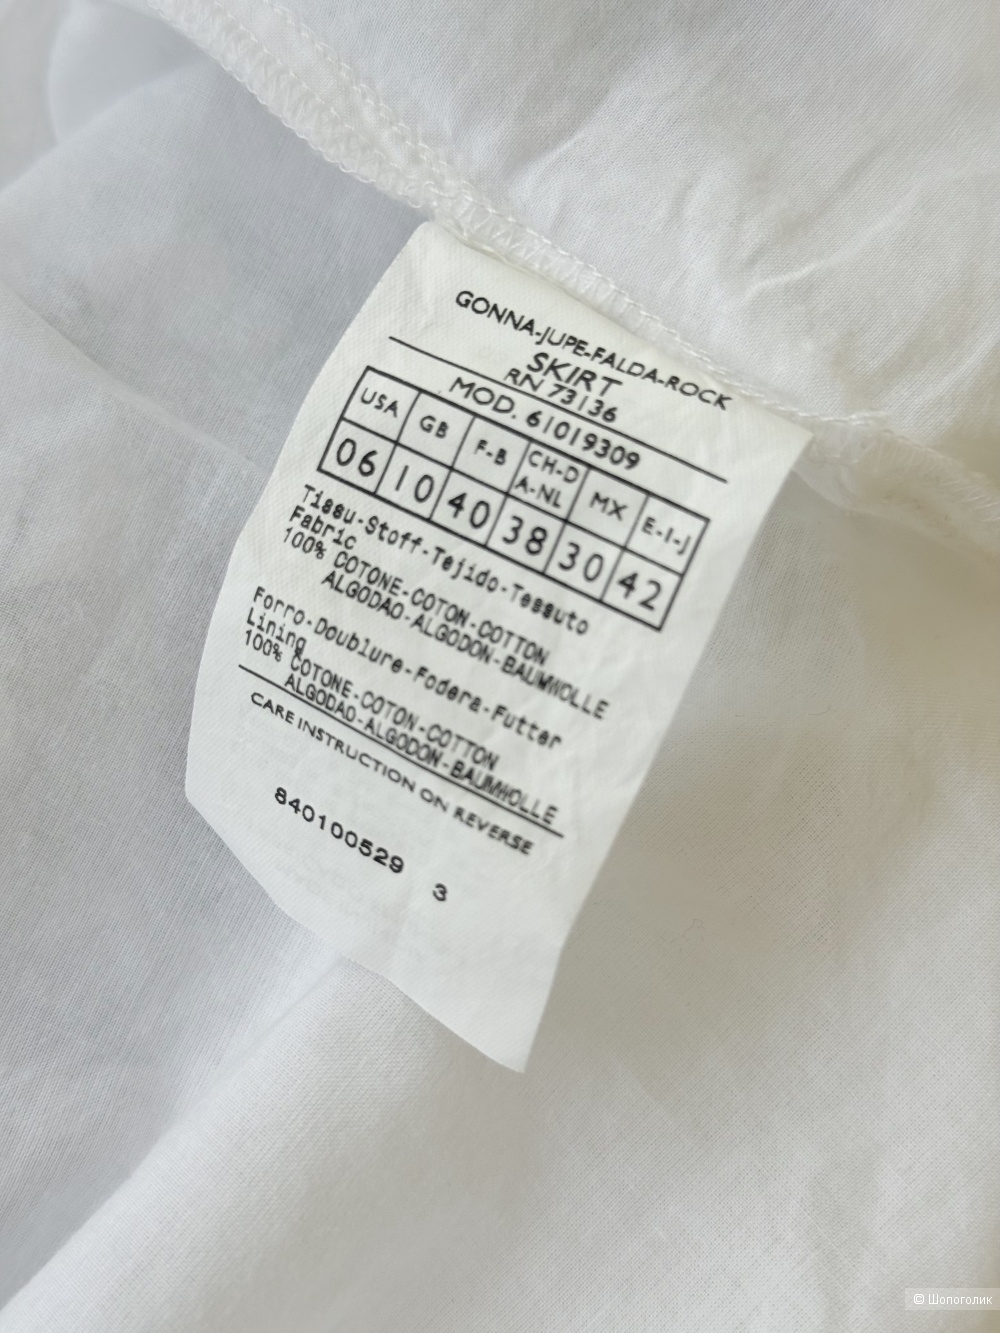 GONNA-JUPE-FALDA-ROCK
SKIRT
RN 73136
MOD. 61019309
USA GB F-B CH-D A-NL MX E-I-J
06 10 40 38 30 42
Tissu-Stoff-Tejido-Tessuto
Fabric
100% COTONE-COTON-COTTON
ALGODAO-ALGODON-BAUMWOLLE
Forro-Doublure-Fodera-Futter
Lining
100% COTONE-COTON-COTTON
ALGODAO-ALGODON-BAUMWOLLE
CARE INSTRUCTION ON REVERSE
840100529 3
© Шопоголик